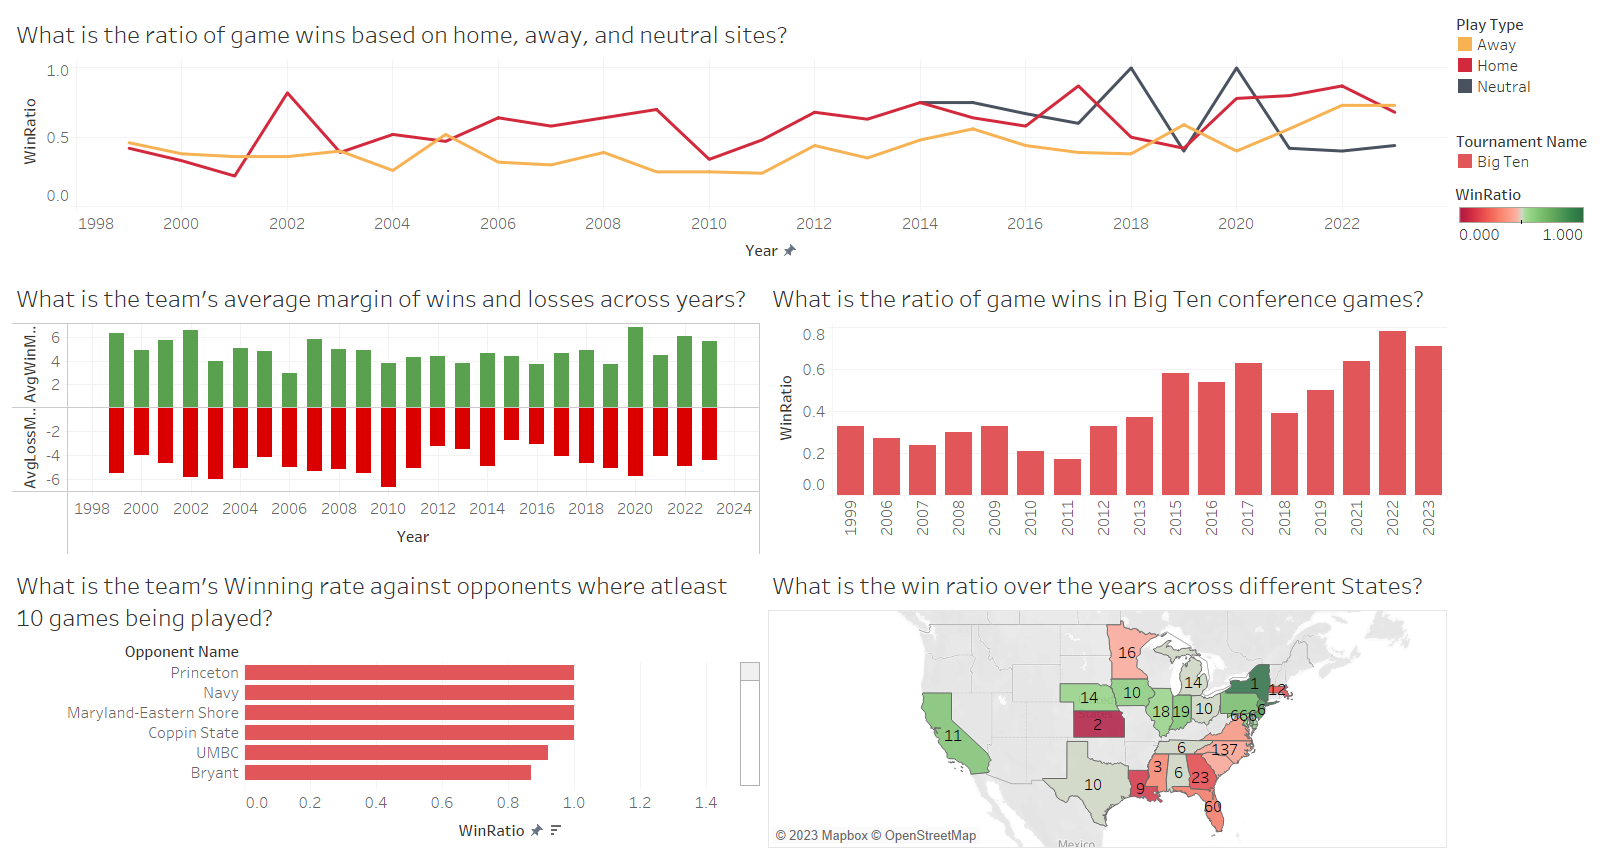 What is the ratio of game wins based on home, away, and neutral sites?
WinRatio
1.0
0.5
0.0
1998 2000 2002 2004 2006 2008 2010 2012 2014 2016 2018 2020 2022
Year
Play Type
Away
Home
Neutral
Tournament Name
Big Ten
WinRatio
0.000 1.000
What is the team's average margin of wins and losses across years?
AvgWinM..
6
4
2
AvgLossM..
-2
-4
-6
1998 2000 2002 2004 2006 2008 2010 2012 2014 2016 2018 2020 2022 2024
Year
What is the ratio of game wins in Big Ten conference games?
WinRatio
0.8
0.6
0.4
0.2
0.0
1999 2006 2007 2008 2009 2010 2011 2012 2013 2015 2016 2017 2018 2019 2021 2022 2023
What is the team's Winning rate against opponents where atleast
10 games being played?
Opponent Name
Princeton
Navy
Maryland-Eastern Shore
Coppin State
UMBC
Bryant
0.0 0.2 0.4 0.6 0.8 1.0 1.2 1.4
WinRatio
What is the win ratio over the years across different States?
16
14
1
12
14
10
18
19
10
666
6
2
11
6
137
3
6
23
10
9
60
© 2023 Mapbox © OpenStreetMap
Mexico